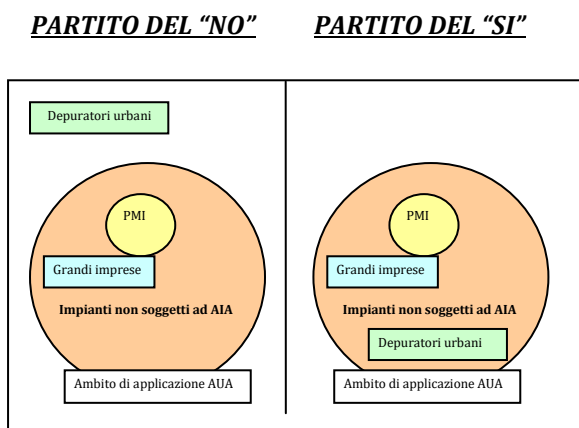 PARTITO DEL “NO”
PARTITO DEL “SI”
Depuratori urbani
PMI
Grandi imprese
Impianti non soggetti ad AIA
Ambito di applicazione AUA
PMI
Grandi imprese
Impianti non soggetti ad AIA
Depuratori urbani
Ambito di applicazione AUA